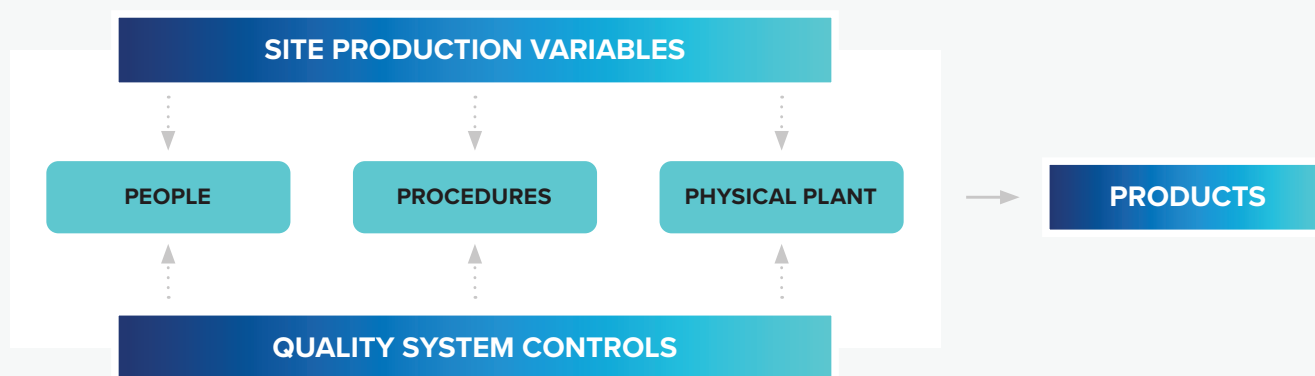 SITE PRODUCTION VARIABLES
PEOPLE
PROCEDURES
PHYSICAL PLANT
PRODUCTS
QUALITY SYSTEM CONTROLS